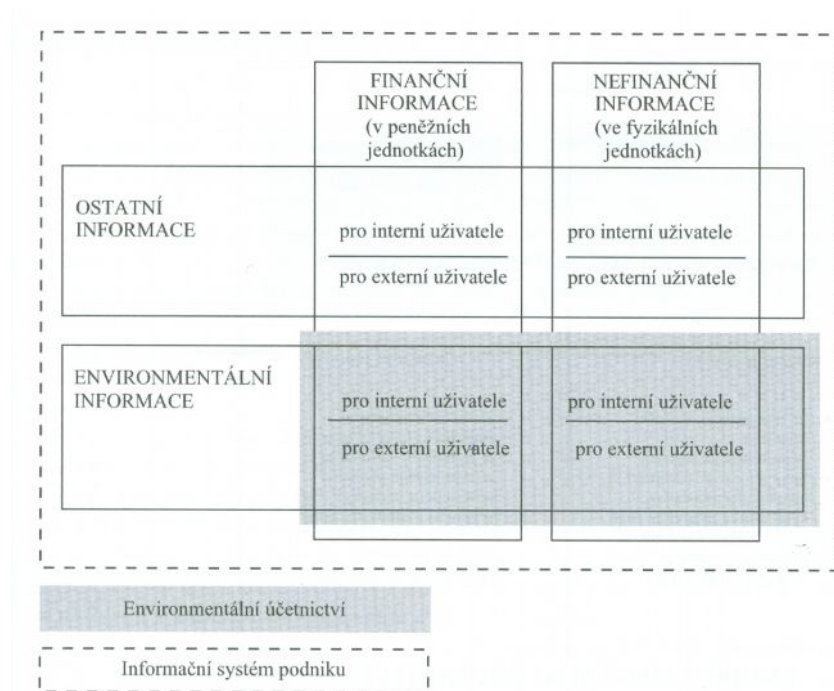 FINANČNÍ
INFORMACE
(v peněžních
jednotkách)
NEFINANČNÍ
INFORMACE
(ve fyzikálních
jednotkách)
OSTATNÍ
INFORMACE
pro interní uživatele
pro externí uživatele
pro interní uživatele
pro externí uživatele
ENVIRONMENTÁLNÍ
INFORMACE
pro interní uživatele
pro externí uživatele
pro interní uživatele
pro externí uživatele
Environmentální účetnictví
Informační systém podniku